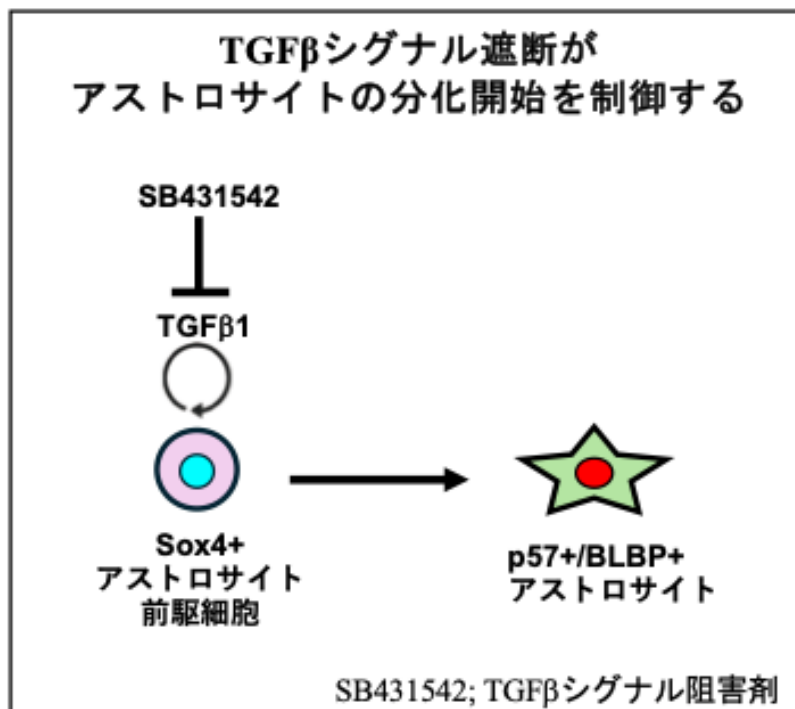 TGFβシグナル遮断が
アストロサイトの分化開始を制御する
SB431542
TGFβ1
Sox4+
アストロサイト
前駆細胞
p57+/BLBP+
アストロサイト
SB431542; TGFβシグナル阻害剤